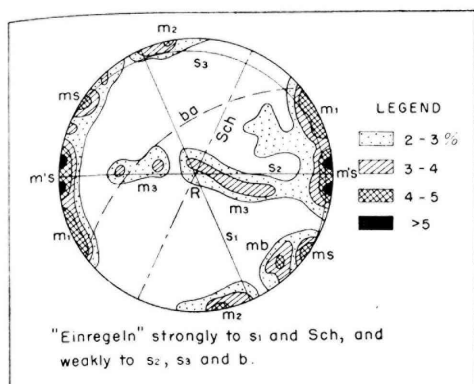 m₂
s₃
ms
ba
Sch
m₁
m's
m₃
s₂
m's
R
m₃
m₁
s₁
mb
ms
m₂
LEGEND
2 - 3 %
3 - 4
4 - 5
>5
"Einregeln" strongly to s₁ and Sch, and
weakly to s₂, s₃ and b.